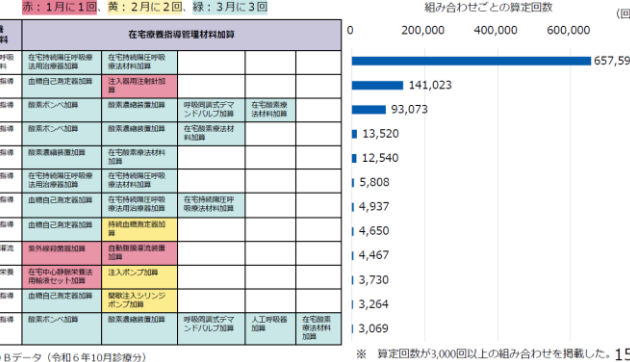 赤：１月に１回、黄：２月に２回、緑：３月に３回
組み合わせごとの算定回数
在宅療養指導管理材料加算
0
200,000
400,000
600,000
在宅持続陽圧呼吸療
法用治療器加算
在宅持続陽圧呼吸
療法材料加算
657,59
指導
血糖自己測定器加算
注入器用注射針加
算
141,023
指導
酸素ボンベ加算
酸素濃縮装置加算
呼吸同調式デマ
ンドバルブ加算
在宅酸素療
法材料加算
93,073
指導
酸素ボンベ加算
酸素濃縮装置加算
在宅酸素療法材
料加算
13,520
指導
酸素濃縮装置加算
在宅酸素療法材料
加算
12,540
指導
在宅持続陽圧呼吸療
法用治療器加算
在宅持続陽圧呼吸
療法材料加算
5,808
指導
血糖自己測定器加算
在宅持続陽圧呼吸
療法用治療器加算
在宅持続陽圧呼
吸療法材料加算
4,937
指導
血糖自己測定器加算
持続血糖測定器加
算
4,650
灌流
紫外線殺菌器加算
自動腹膜灌流装置
加算
4,467
栄養
在宅中心静脈栄養法
用輸液セット加算
注入ポンプ加算
3,730
指導
血糖自己測定器加算
間歇注入シリンジ
ポンプ加算
3,264
指導
酸素ボンベ加算
酸素濃縮装置加算
呼吸同調式デマ
ンドバルブ加算
人工呼吸器
加算
在宅酸素
療法材料
加算
3,069
Ｂデータ（令和６年10月診療分）
※ 算定回数が3,000回以上の組み合わせを掲載した。
15